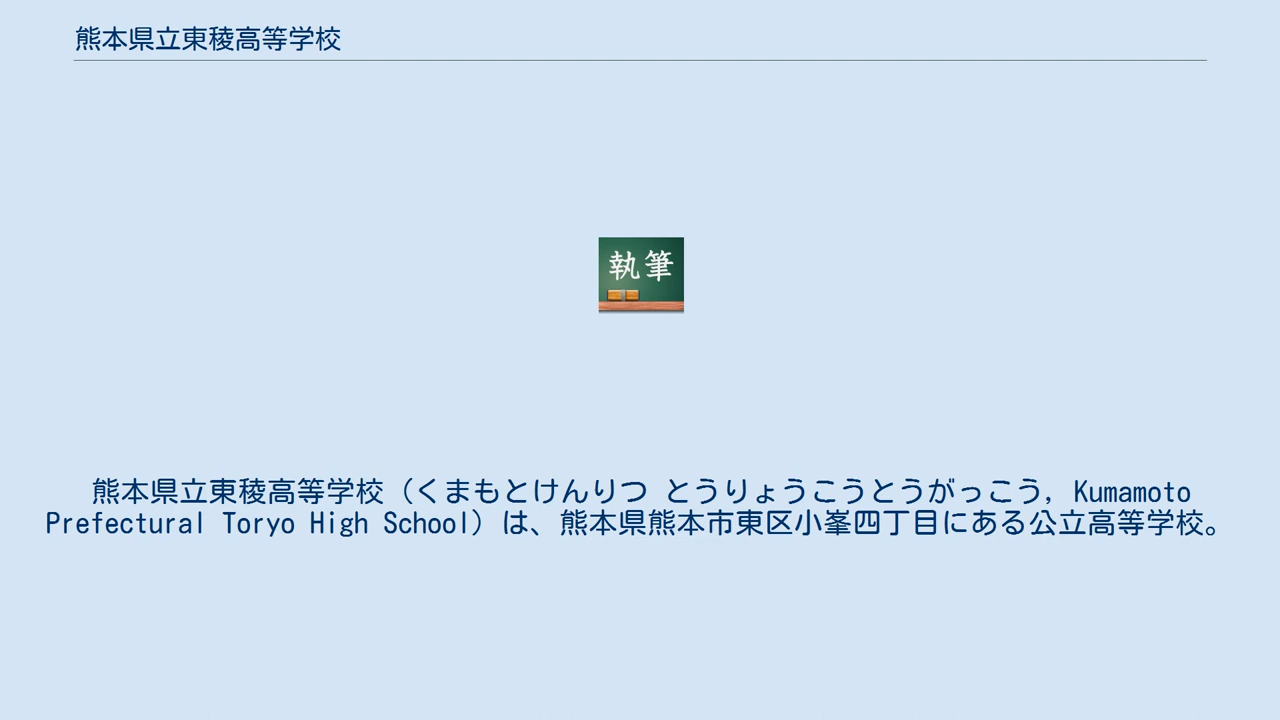 熊本県立東稜高等学校
執筆
熊本県立東稜高等学校（くまもとけんりつ とうりょうこうとうがっこう, Kumamoto
Prefectural Toryo High School）は、熊本県熊本市東区小峯四丁目にある公立高等学校。